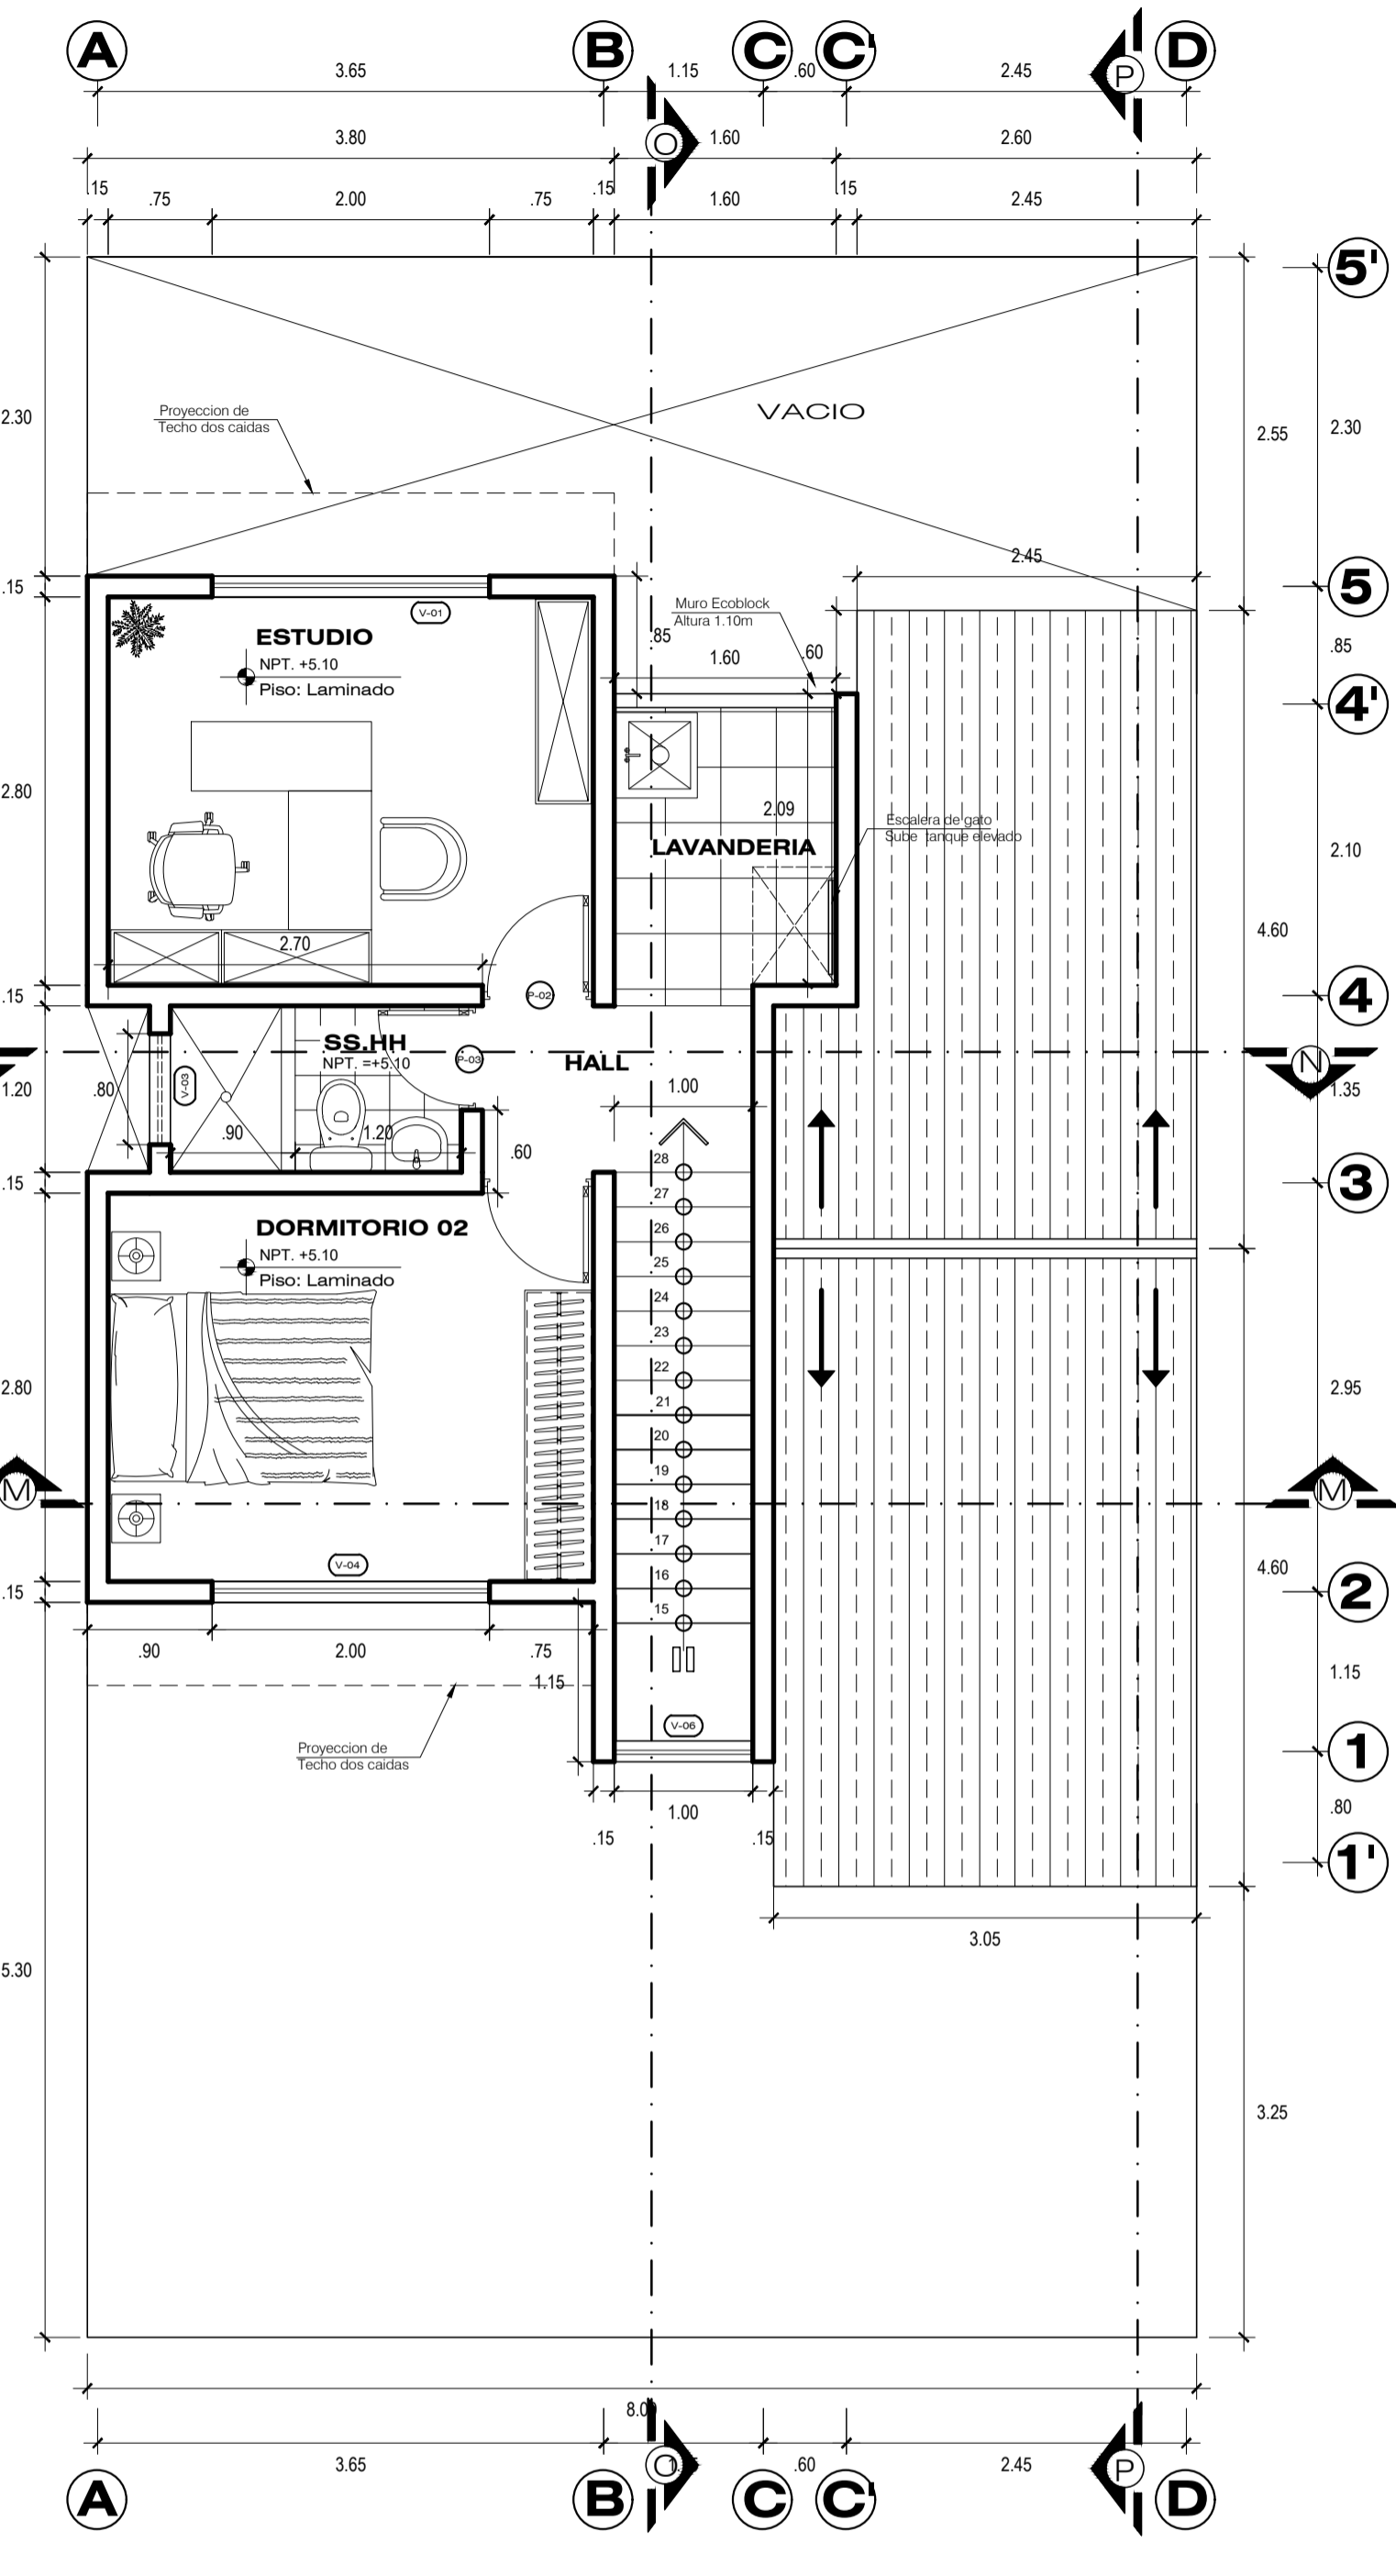 A B C C' D
3.65 1.15 .60 2.45 P
3.80 O 1.60 2.60
.15 .75 2.00 .75 .15 1.60 .15 2.45
5'
VACIO
Proyeccion de
Techo dos caidas
2.30 2.55 2.30
2.45
.15 5
V-01
Muro Ecoblock
Altura 1.10m
ESTUDIO
NPT. +5.10
Piso: Laminado
.85 1.60 .60 .85
4'
2.80 2.09
LAVANDERIA
Escalera de gato
Sube tanque elevado
2.10
2.70 4.60
.15 P-02 4
SS.HH
NPT. =+5.10
P-03
HALL
N
1.20 .80 V-03 .90 1.20 1.00 1.35
.60
.15 3
28
27
26
25
24
23
22
21
20
19
18
17
16
15
DORMITORIO 02
NPT. +5.10
Piso: Laminado
2.80 2.95
M M
V-04 4.60
.15 2
.90 2.00 .75
1.15 1.15
V-06
Proyeccion de
Techo dos caidas
1
.15 1.00 .15 .80
1'
3.05
5.30
3.25
8.00
3.65 O .60 2.45 P
A B C C' D